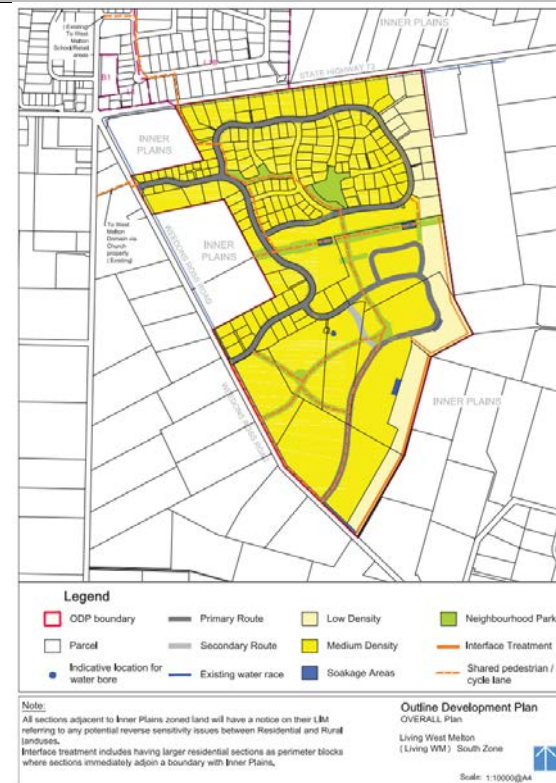 ( Existing)
To West
Melton
School/Retail
areas
INNER PLAINS
B1
STATE HIGHWAY 73
INNER
PLAINS
To West
Melton
Domain via
Church
property
( Existing)
WEEDONS ROSS ROAD
INNER
PLAINS
WEEDONS ROSS ROAD
INNER PLAINS
Legend
ODP boundary
Primary Route
Low Density
Neighbourhood Park
Parcel
Secondary Route
Medium Density
Interface Treatment
Indicative location for
water bore
Existing water race
Soakage Areas
Shared pedestrian /
cycle lane
Note:
All sections adjacent to Inner Plains zoned land will have a notice on their LIM
referring to any potential reverse sensitivity issues between Residential and Rural
landuses.
Interface treatment includes having larger residential sections as perimeter blocks
where sections immediately adjoin a boundary with Inner Plains.
Outline Development Plan
OVERALL Plan
Living West Melton
( Living WM ) South Zone
Scale: 1:10000@A4